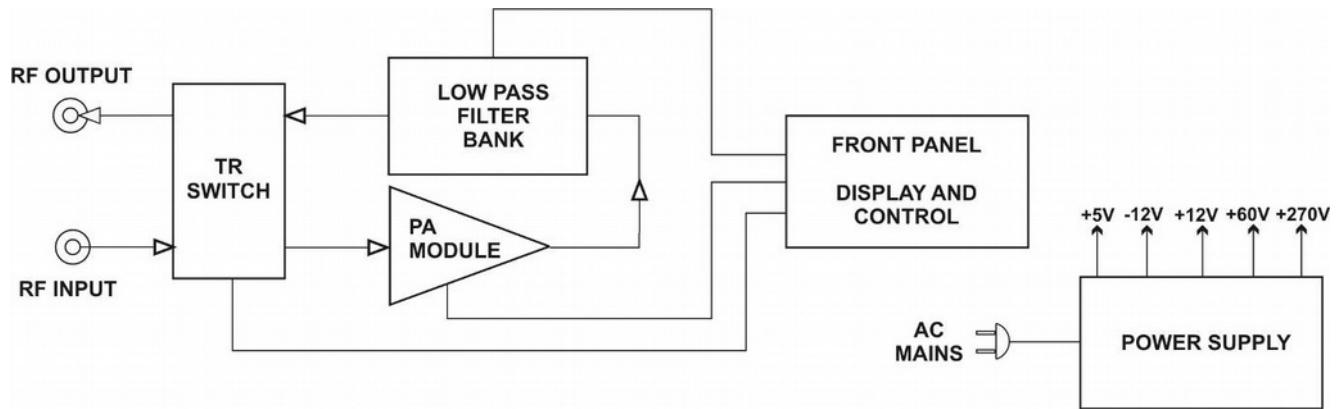 RF OUTPUT
TR
SWITCH
RF INPUT
LOW PASS
FILTER
BANK
PA
MODULE
FRONT PANEL
DISPLAY AND
CONTROL
+5V -12V +12V +60V +270V
AC
MAINS
POWER SUPPLY